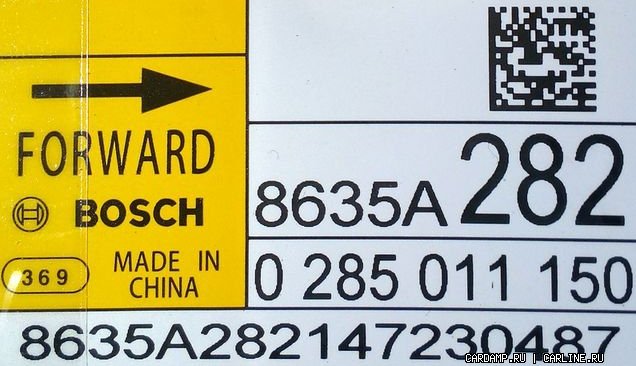 FORWARD
BOSCH
369
MADE IN
CHINA
8635A 282
0 285 011 150
8635A282147230487
CARDAMP.RU | CARLINE.RU